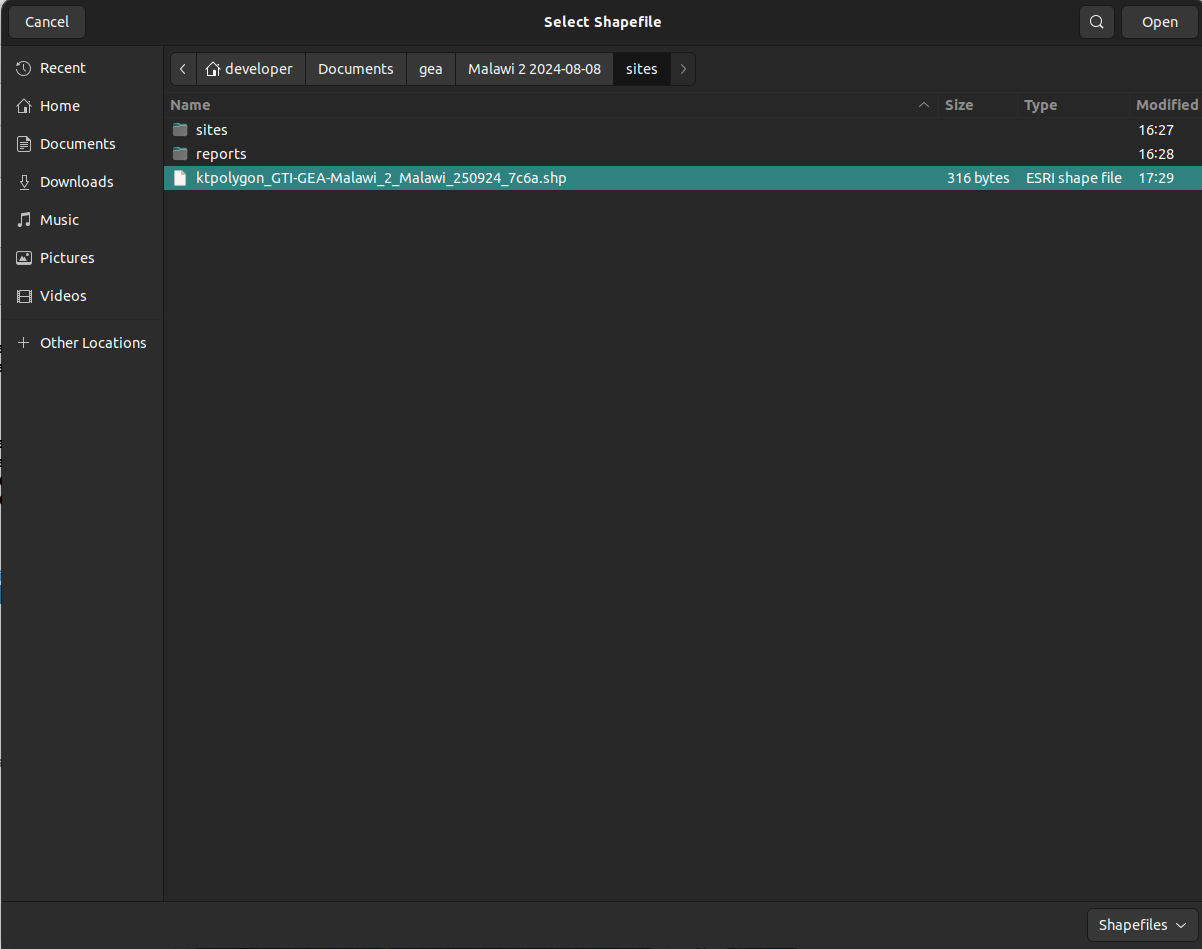 Cancel Select Shapefile Open
Recent
Home
Documents
Downloads
Music
Pictures
Videos
Other Locations
developer Documents gea Malawi 2 2024-08-08 sites
Name Size Type Modified
sites 16:27
reports 16:28
ktpolygon_GTI-GEA-Malawi_2_Malawi_250924_7c6a.shp 316 bytes ESRI shape file 17:29
Shapefiles